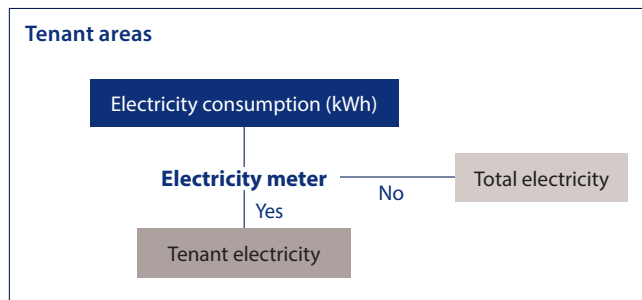 Tenant areas
Electricity consumption (kWh)
Electricity meter
No
Total electricity
Yes
Tenant electricity